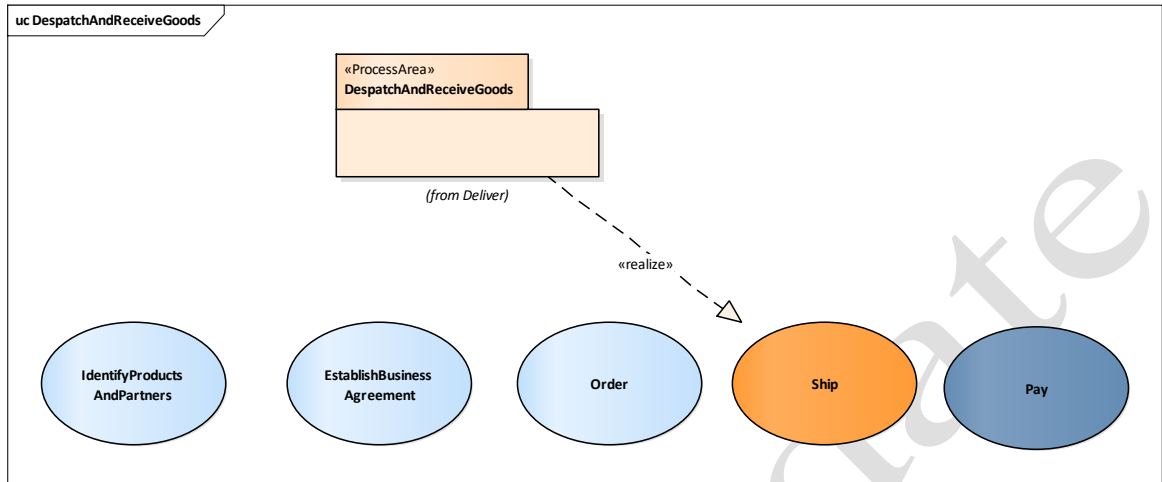 uc DespatchAndReceiveGoods
«ProcessArea»
DespatchAndReceiveGoods
(from Deliver)
«realize»
IdentifyProducts
AndPartners
EstablishBusiness
Agreement
Order
Ship
Pay